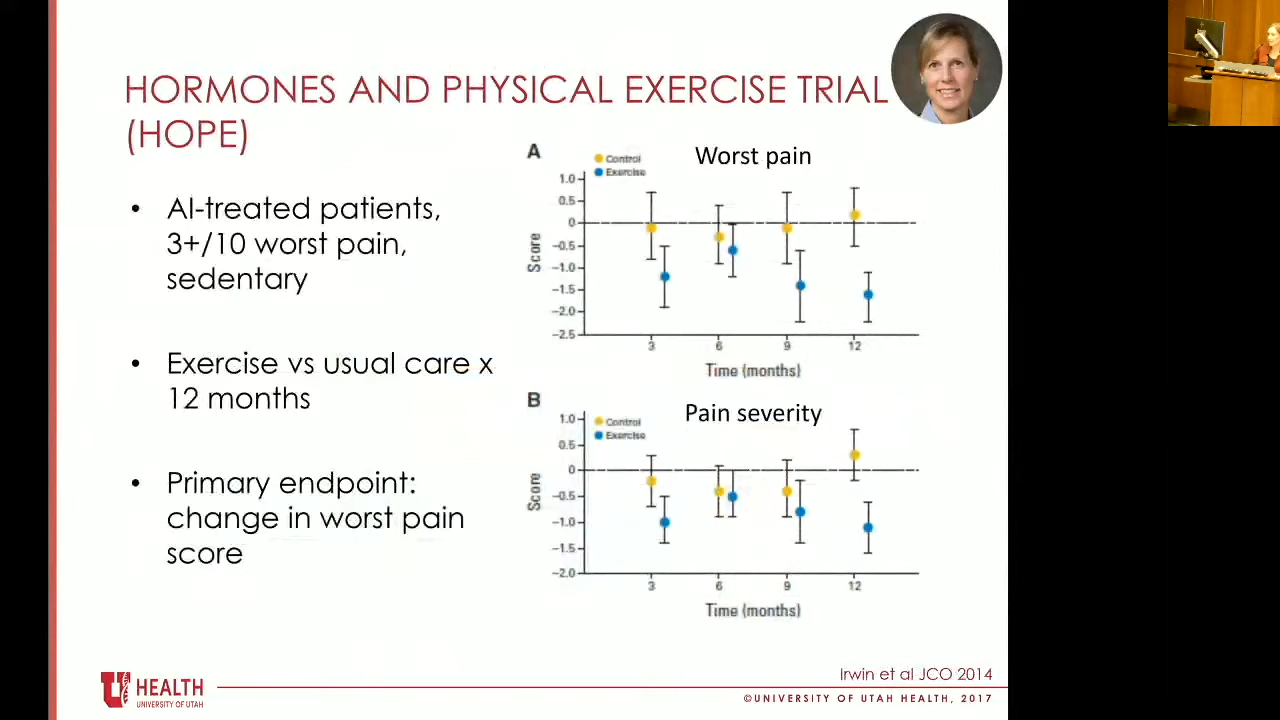 HORMONES AND PHYSICAL EXERCISE TRIAL
(HOPE)
• AI-treated patients,
3+/10 worst pain,
sedentary
• Exercise vs usual care x
12 months
• Primary endpoint:
change in worst pain
score
A
Worst pain
Control
Exercise
Score
1.0
0.5
0
−0.5
−1.0
−1.5
−2.0
−2.5
3 6 9 12
Time (months)
B
Pain severity
Control
Exercise
Score
1.0
0.5
0
−0.5
−1.0
−1.5
−2.0
3 6 9 12
Time (months)
Irwin et al JCO 2014
U HEALTH
UNIVERSITY OF UTAH
©UNIVERSITY OF UTAH HEALTH, 2017